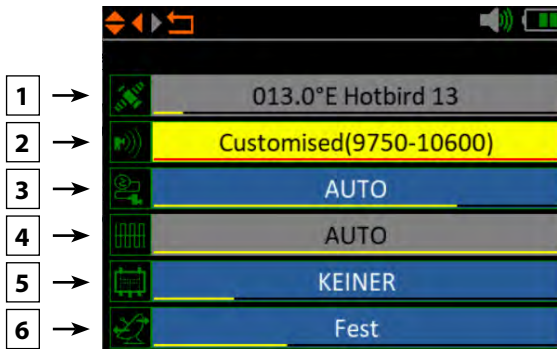 1 013.0°E Hotbird 13
2 Customised(9750-10600)
3 AUTO
4 AUTO
5 KEINER
6 Fest